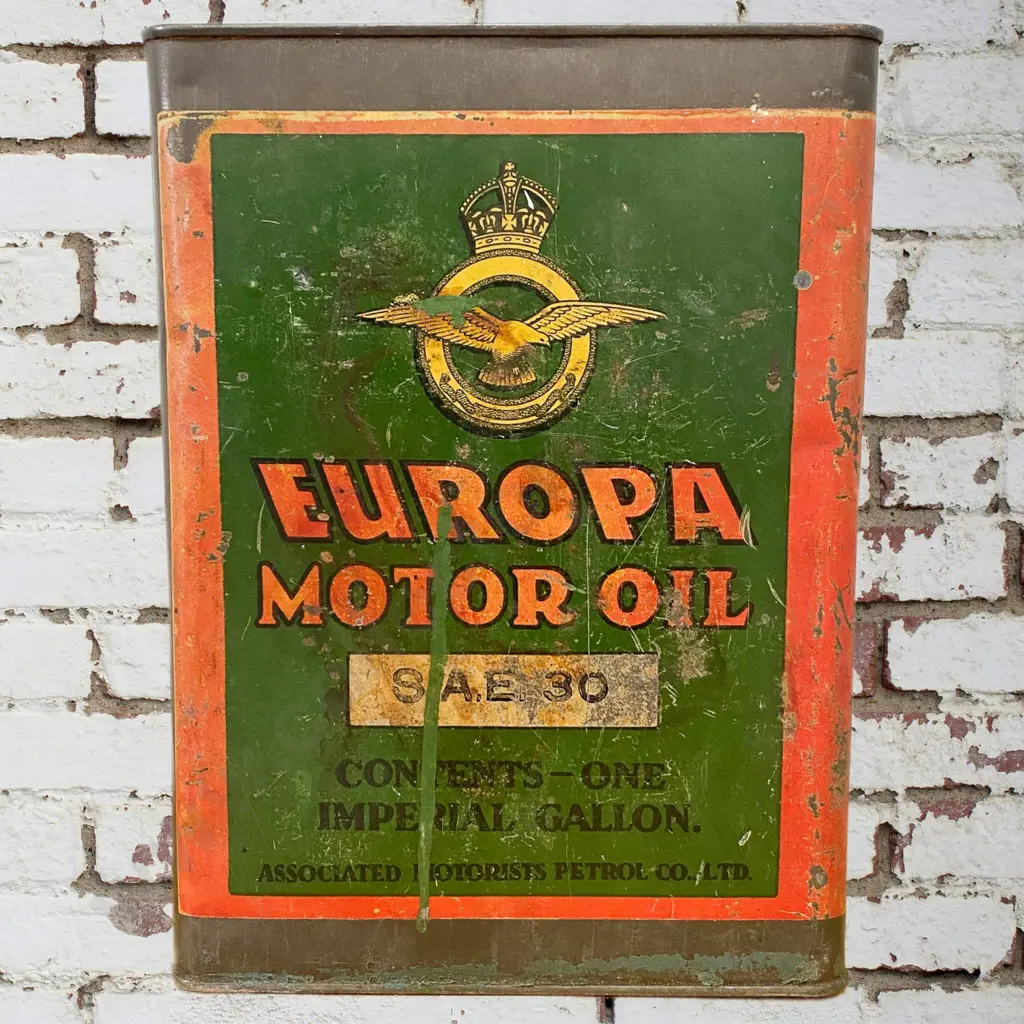 EUROPA
MOTOR OIL
S.A.E. 30
CONTENTS – ONE
IMPERIAL GALLON.
ASSOCIATED MOTORISTS PETROL CO., LTD.